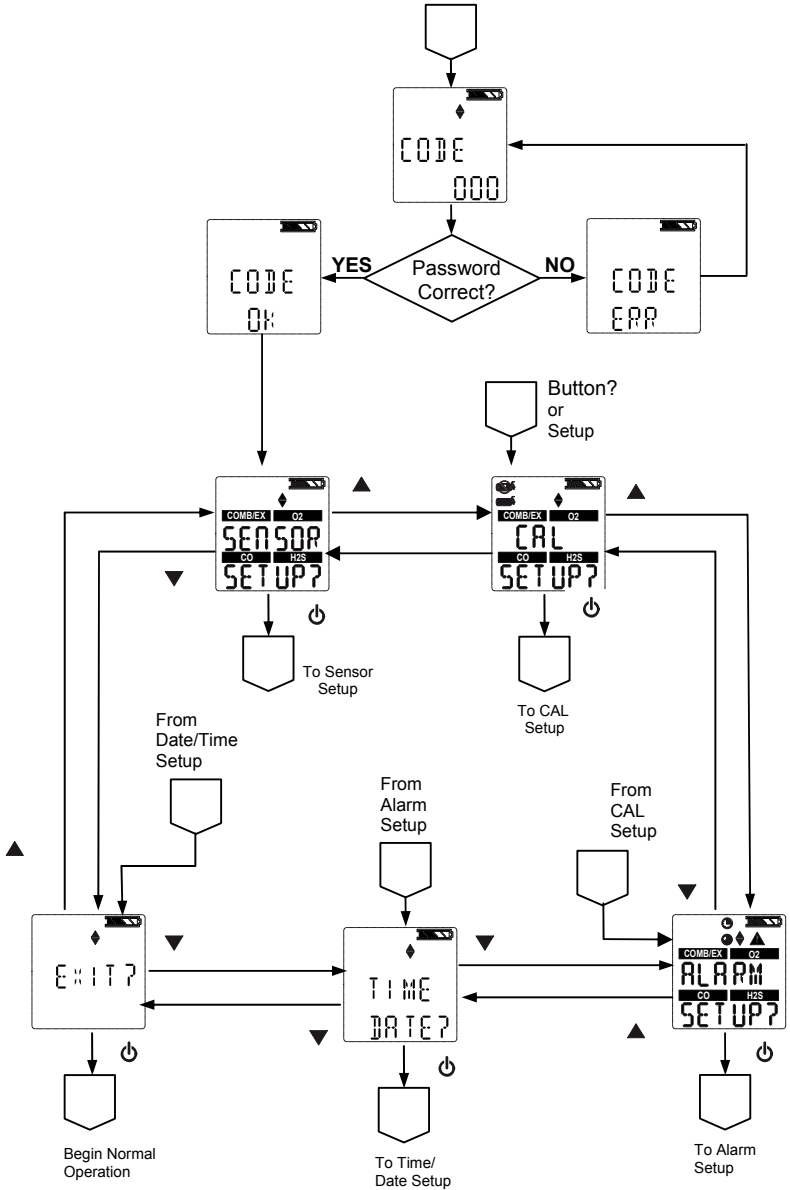 CODE
000
YES
Password
Correct?
NO
CODE
OK
CODE
ERR
Button?
or
Setup
COMB/EX O2
SENSOR
CO H2S
SETUP?
COMB/EX O2
CAL
CO H2S
SETUP?
To Sensor
Setup
To CAL
Setup
From
Date/Time
Setup
From
Alarm
Setup
From
CAL
Setup
EXIT?
TIME
DATE?
COMB/EX O2
ALARM
CO H2S
SETUP?
Begin Normal
Operation
To Time/
Date Setup
To Alarm
Setup